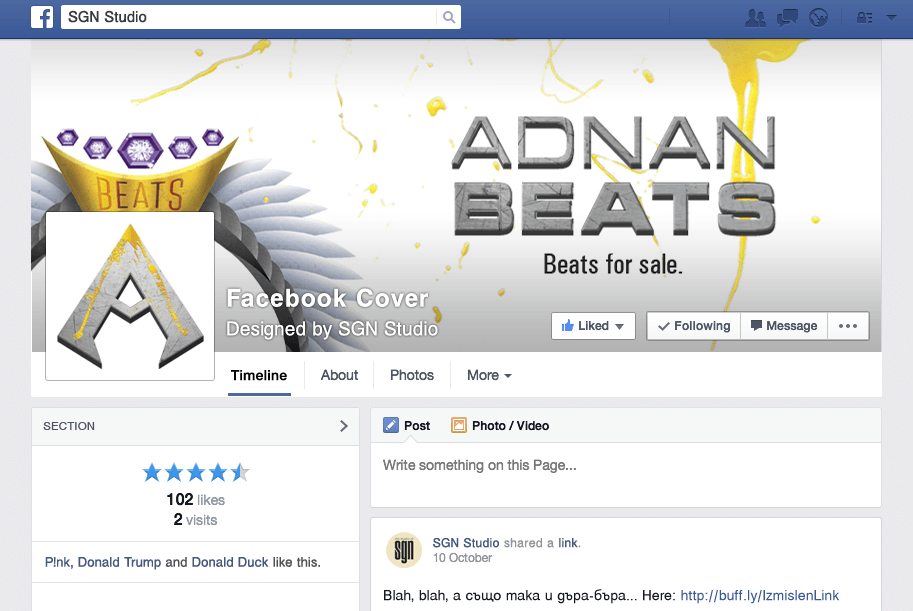 SGN Studio
ADNAN
BEATS
BEATS
Beats for sale.
Facebook Cover
Designed by SGN Studio
Liked
Following
Message
Timeline
About
Photos
More
SECTION
102 likes
2 visits
P!nk, Donald Trump and Donald Duck like this.
Post
Photo / Video
Write something on this Page...
sgn
SGN Studio shared a link.
10 October
Blah, blah, а също така и дъра-бъра... Here: http://buff.ly/IzmislenLink